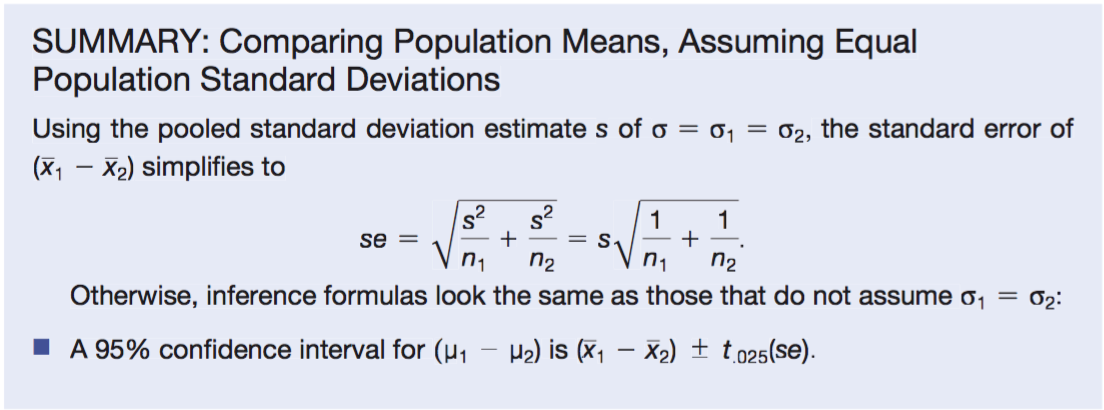 SUMMARY: Comparing Population Means, Assuming Equal
Population Standard Deviations
Using the pooled standard deviation estimate s of σ = σ₁ = σ₂, the standard error of
(x̄₁ − x̄₂) simplifies to
se = √(s²/n₁ + s²/n₂) = s√(1/n₁ + 1/n₂).
Otherwise, inference formulas look the same as those that do not assume σ₁ = σ₂:
■ A 95% confidence interval for (μ₁ − μ₂) is (x̄₁ − x̄₂) ± t.₀₂₅(se).